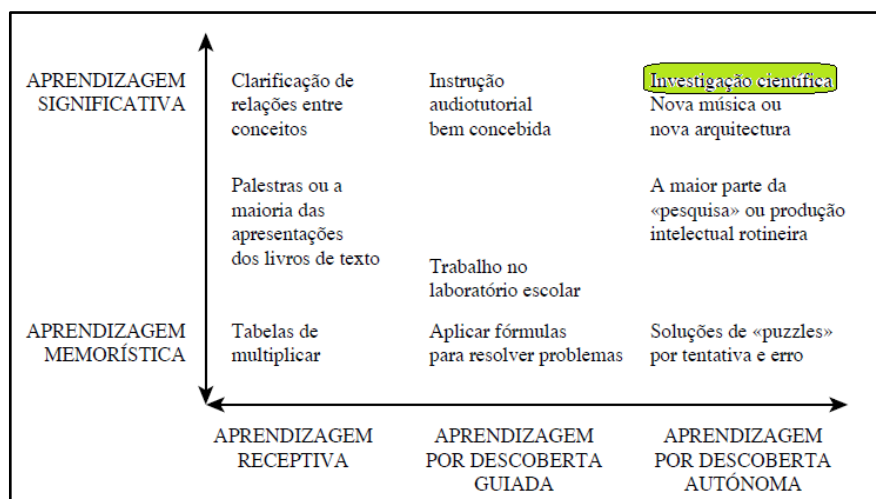 APRENDIZAGEM
SIGNIFICATIVA
Clarificação de
relações entre
conceitos
Instrução
audiotutorial
bem concebida
Investigação científica
Nova música ou
nova arquitectura
Palestras ou a
maioria das
apresentações
dos livros de texto
Trabalho no
laboratório escolar
A maior parte da
«pesquisa» ou produção
intelectual rotineira
APRENDIZAGEM
MEMORÍSTICA
Tabelas de
multiplicar
Aplicar fórmulas
para resolver problemas
Soluções de «puzzles»
por tentativa e erro
APRENDIZAGEM
RECEPTIVA
APRENDIZAGEM
POR DESCOBERTA
GUIADA
APRENDIZAGEM
POR DESCOBERTA
AUTÓNOMA